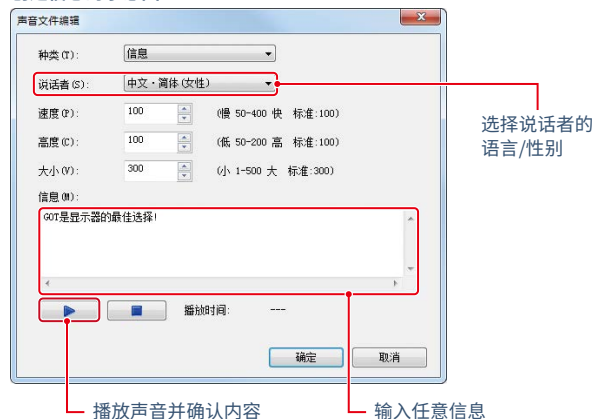 声音文件编辑
种类(T): 信息
说话者(S): 中文·简体(女性)
速度(P): 100 (慢 50-400 快 标准:100)
高度(C): 100 (低 50-200 高 标准:100)
大小(V): 300 (小 1-500 大 标准:300)
选择说话者的
语言/性别
信息(M):
GOT是显示器的最佳选择!
播放时间: ---
确定 取消
播放声音并确认内容 输入任意信息